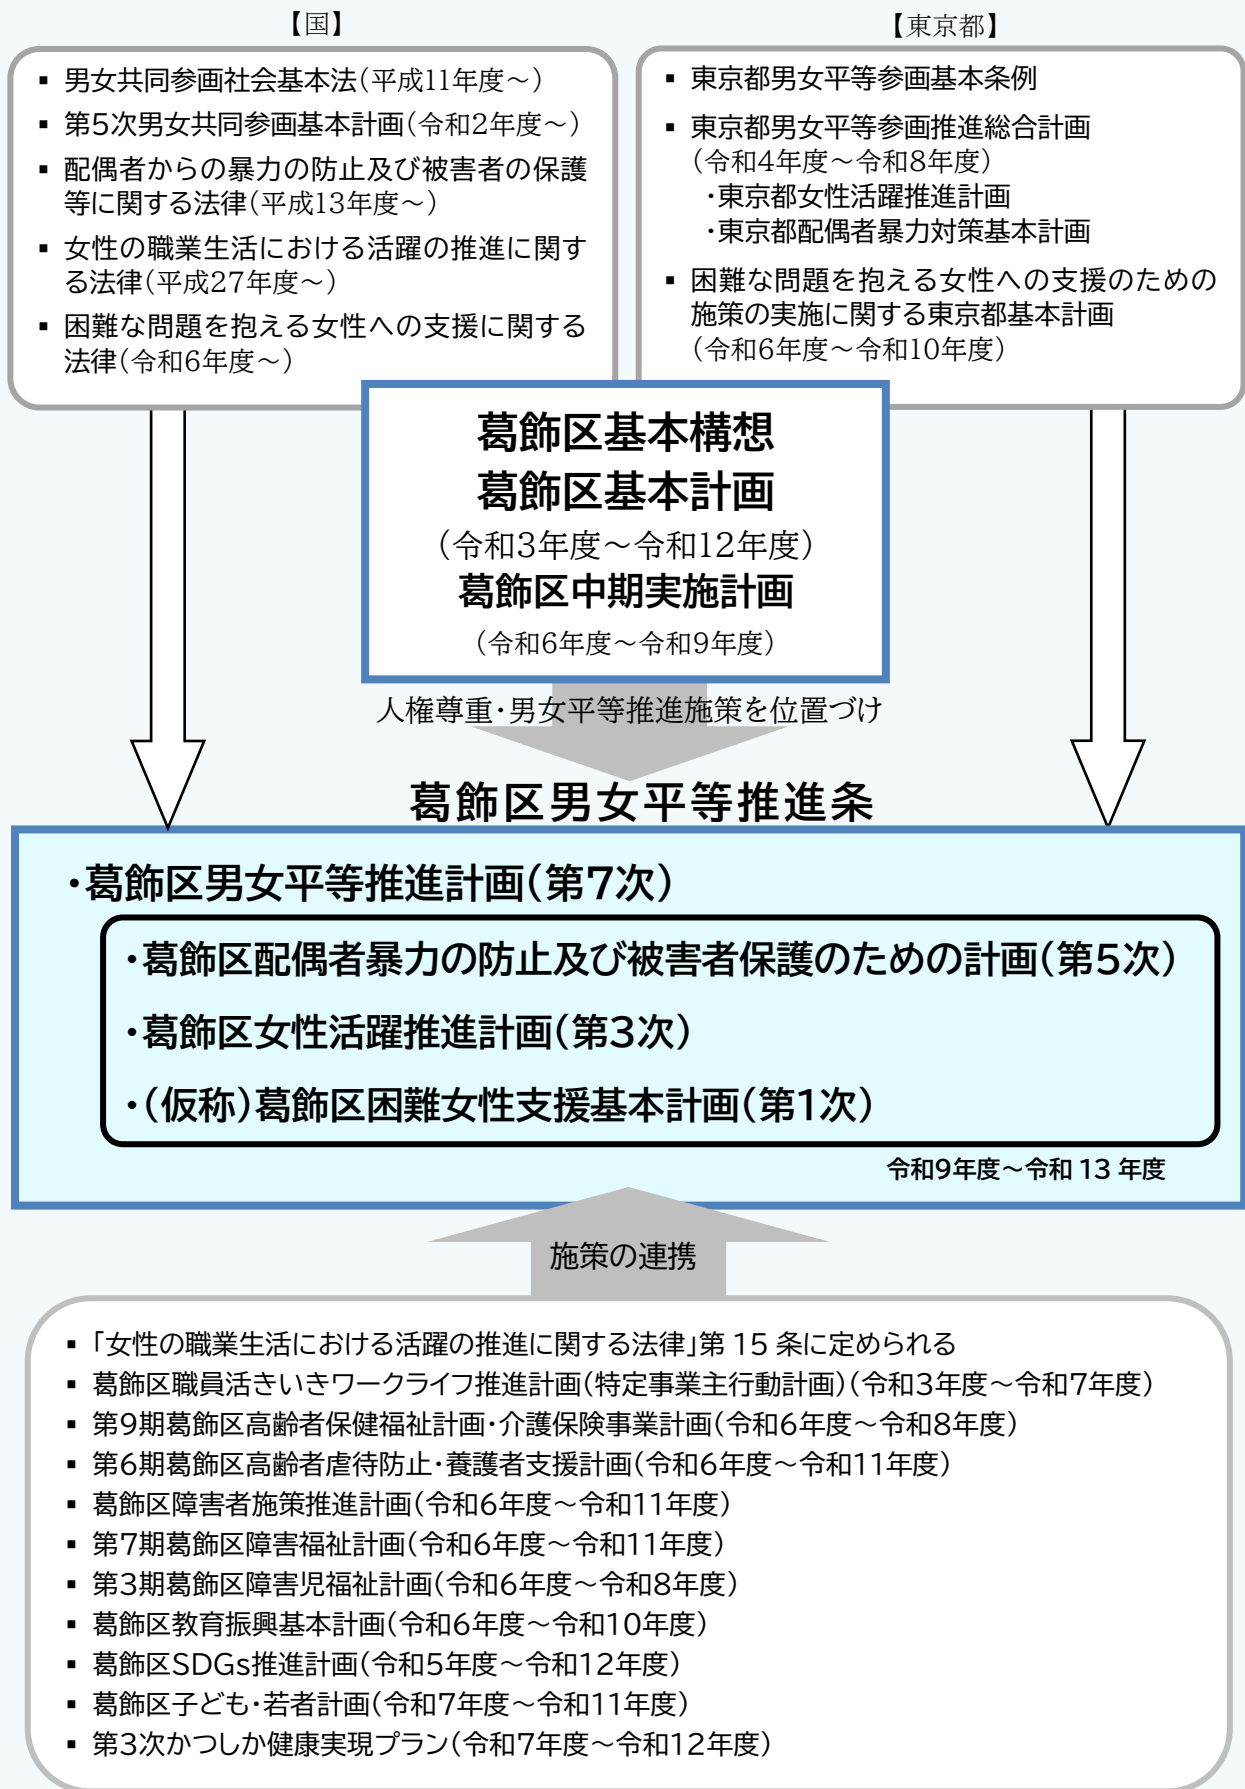 【国】
▪ 男女共同参画社会基本法(平成11年度～)
▪ 第5次男女共同参画基本計画(令和2年度～)
▪ 配偶者からの暴力の防止及び被害者の保護
等に関する法律(平成13年度～)
▪ 女性の職業生活における活躍の推進に関す
る法律(平成27年度～)
▪ 困難な問題を抱える女性への支援に関する
法律(令和6年度～)
【東京都】
▪ 東京都男女平等参画基本条例
▪ 東京都男女平等参画推進総合計画
(令和4年度～令和8年度)
・東京都女性活躍推進計画
・東京都配偶者暴力対策基本計画
▪ 困難な問題を抱える女性への支援のための
施策の実施に関する東京都基本計画
(令和6年度～令和10年度)
葛飾区基本構想
葛飾区基本計画
(令和3年度～令和12年度)
葛飾区中期実施計画
(令和6年度～令和9年度)
人権尊重・男女平等推進施策を位置づけ
葛飾区男女平等推進条
・葛飾区男女平等推進計画(第7次)
・葛飾区配偶者暴力の防止及び被害者保護のための計画(第5次)
・葛飾区女性活躍推進計画(第3次)
・(仮称)葛飾区困難女性支援基本計画(第1次)
令和9年度～令和 13 年度
施策の連携
▪ 「女性の職業生活における活躍の推進に関する法律」第 15 条に定められる
▪ 葛飾区職員活きいきワークライフ推進計画(特定事業主行動計画)(令和3年度～令和7年度)
▪ 第9期葛飾区高齢者保健福祉計画・介護保険事業計画(令和6年度～令和8年度)
▪ 第6期葛飾区高齢者虐待防止・養護者支援計画(令和6年度～令和11年度)
▪ 葛飾区障害者施策推進計画(令和6年度～令和11年度)
▪ 第7期葛飾区障害福祉計画(令和6年度～令和11年度)
▪ 第3期葛飾区障害児福祉計画(令和6年度～令和8年度)
▪ 葛飾区教育振興基本計画(令和6年度～令和10年度)
▪ 葛飾区SDGs推進計画(令和5年度～令和12年度)
▪ 葛飾区子ども・若者計画(令和7年度～令和11年度)
▪ 第3次かつしか健康実現プラン(令和7年度～令和12年度)